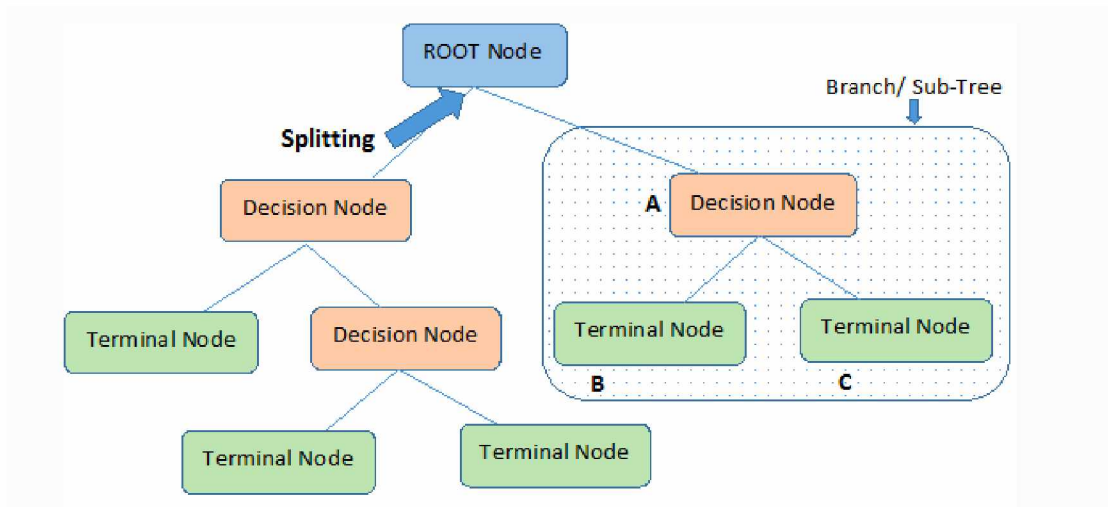 ROOT Node
Branch/ Sub-Tree
Splitting
Decision Node
A
Decision Node
Terminal Node
Decision Node
Terminal Node
Terminal Node
B
C
Terminal Node
Terminal Node